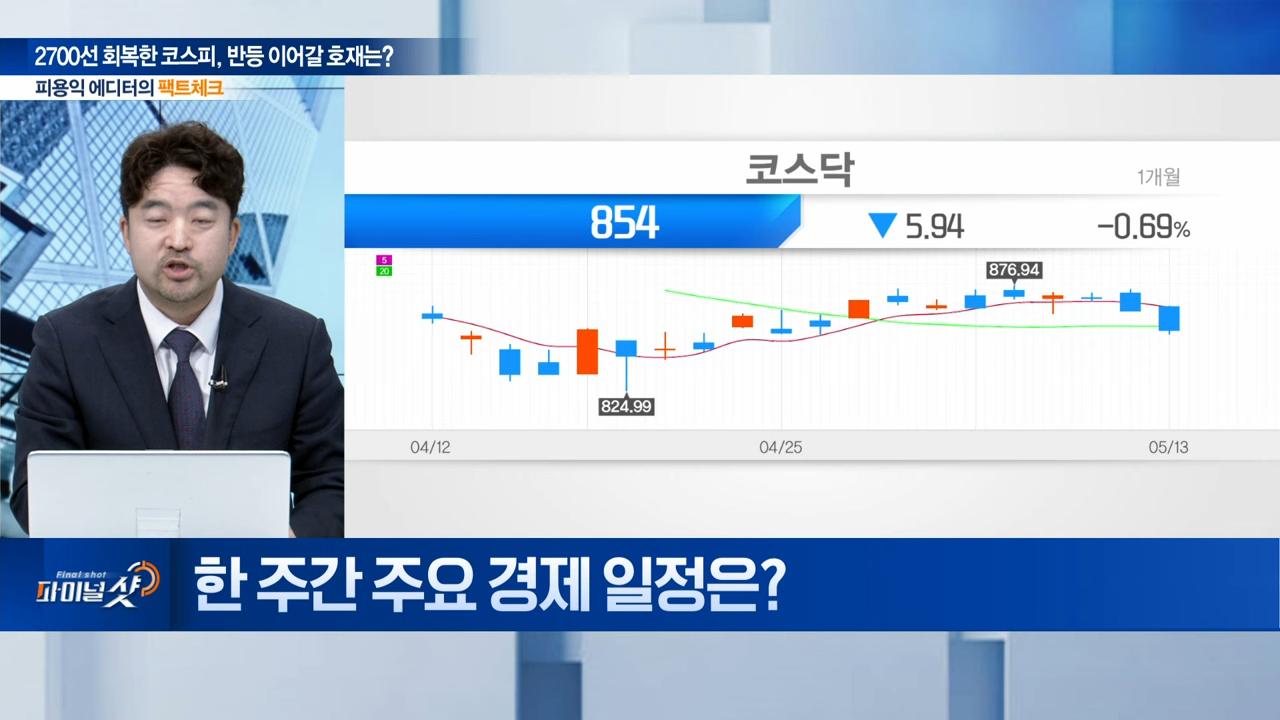 2700선 회복한 코스피, 반등 이어갈 호재는?
피용익 에디터의 팩트체크
코스닥
1개월
854 ▼ 5.94 -0.69%
5
20
876.94
824.99
04/12 04/25 05/13
Final shot
파이널샷
한 주간 주요 경제 일정은?